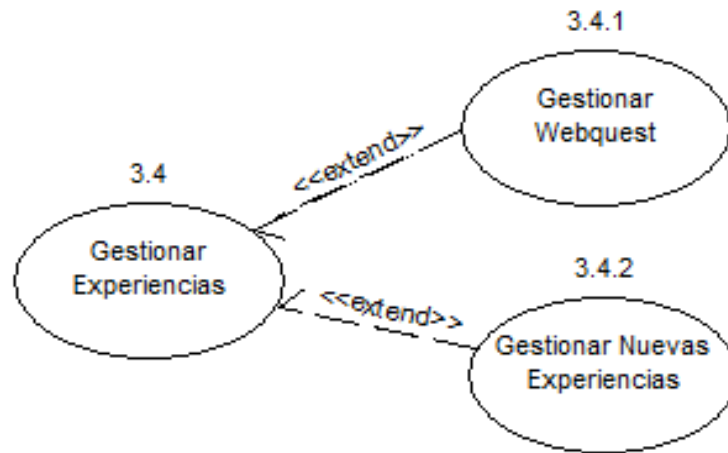 3.4.1
Gestionar
Webquest
<<extend>>
3.4
Gestionar
Experiencias
3.4.2
<<extend>>
Gestionar Nuevas
Experiencias